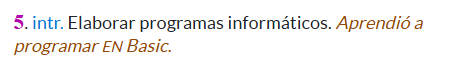 5. intr. Elaborar programas informáticos. Aprendió a
programar EN Basic.